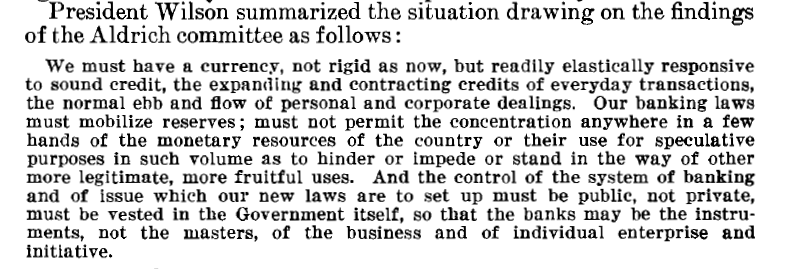 President Wilson summarized the situation drawing on the findings
of the Aldrich committee as follows:
We must have a currency, not rigid as now, but readily elastically responsive
to sound credit, the expanding and contracting credits of everyday transactions,
the normal ebb and flow of personal and corporate dealings. Our banking laws
must mobilize reserves; must not permit the concentration anywhere in a few
hands of the monetary resources of the country or their use for speculative
purposes in such volume as to hinder or impede or stand in the way of other
more legitimate, more fruitful uses. And the control of the system of banking
and of issue which our new laws are to set up must be public, not private,
must be vested in the Government itself, so that the banks may be the instru-
ments, not the masters, of the business and of individual enterprise and
initiative.